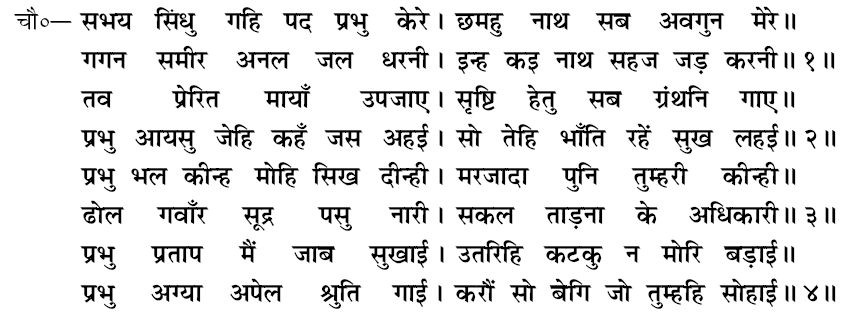 चौ०— सभय सिंधु गहि पद प्रभु केरे। छमहु नाथ सब अवगुन मेरे॥
गगन समीर अनल जल धरनी। इन्ह कइ नाथ सहज जड़ करनी॥ १॥
तव प्रेरित मायाँ उपजाए। सृष्टि हेतु सब ग्रंथनि गाए॥
प्रभु आयसु जेहि कहँ जस अहई। सो तेहि भाँति रहें सुख लहई॥ २॥
प्रभु भल कीन्ह मोहि सिख दीन्ही। मरजादा पुनि तुम्हरी कीन्ही॥
ढोल गवाँर सूद्र पसु नारी। सकल ताड़ना के अधिकारी॥ ३॥
प्रभु प्रताप मैं जाब सुखाई। उतरिहि कटकु न मोरि बड़ाई॥
प्रभु अग्या अपेल श्रुति गाई। करौं सो बेगि जो तुम्हहि सोहाई॥ ४॥